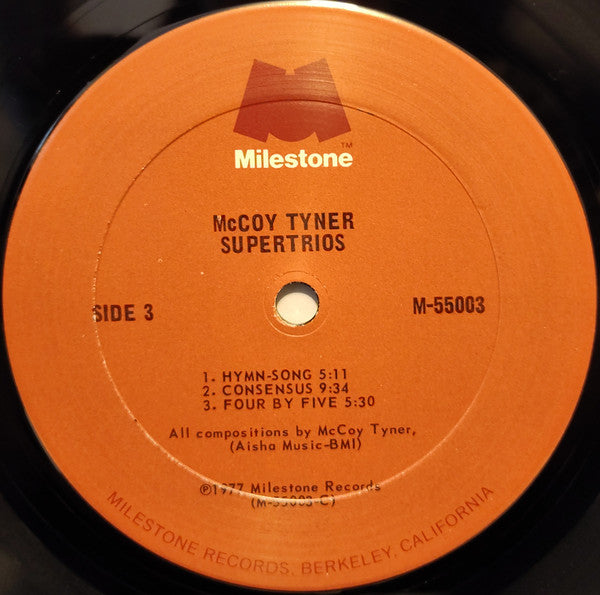 Milestone™
McCOY TYNER
SUPERTRIOS
SIDE 3
M-55003
1. HYMN-SONG 5:11
2. CONSENSUS 9:34
3. FOUR BY FIVE 5:30
All compositions by McCoy Tyner,
(Aisha Music-BMI)
℗1977 Milestone Records
(M-55003-C)
MILESTONE RECORDS, BERKELEY, CALIFORNIA